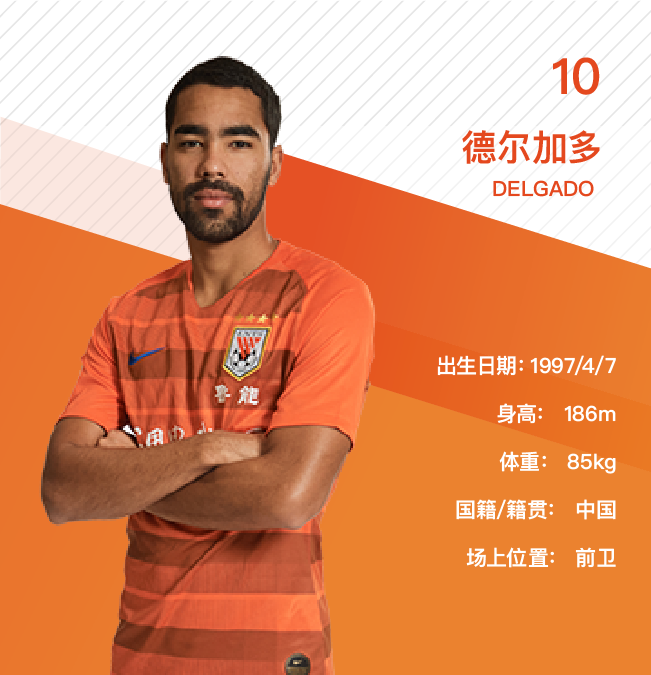 10
德尔加多
DELGADO
出生日期：1997/4/7
身高： 186m
体重： 85kg
国籍/籍贯： 中国
场上位置： 前卫